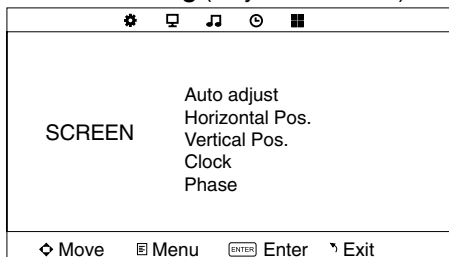 SCREEN
Auto adjust
Horizontal Pos.
Vertical Pos.
Clock
Phase
Move Menu ENTER Enter Exit